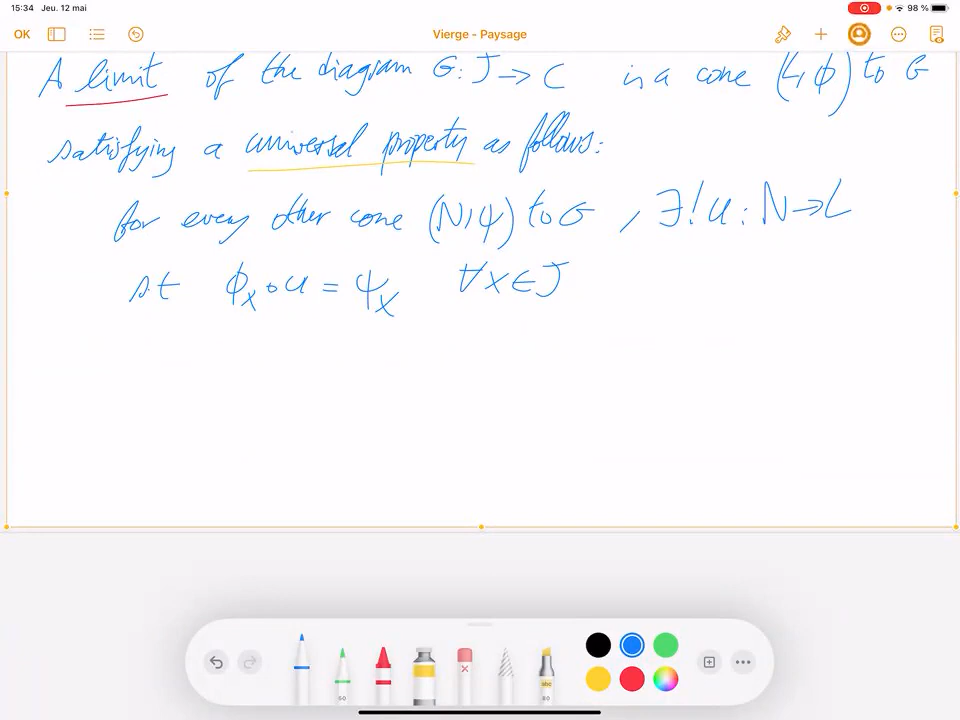 15:34 Jeu. 12 mai 98 %
OK Vierge - Paysage
A limit of the diagram G: J → C is a cone (L, ϕ) to G
satisfying a universal property as follows:
for every other cone (N, ψ) to G, ∃! u: N → L
st ϕ_X ∘ u = ψ_X ∀X ∈ J